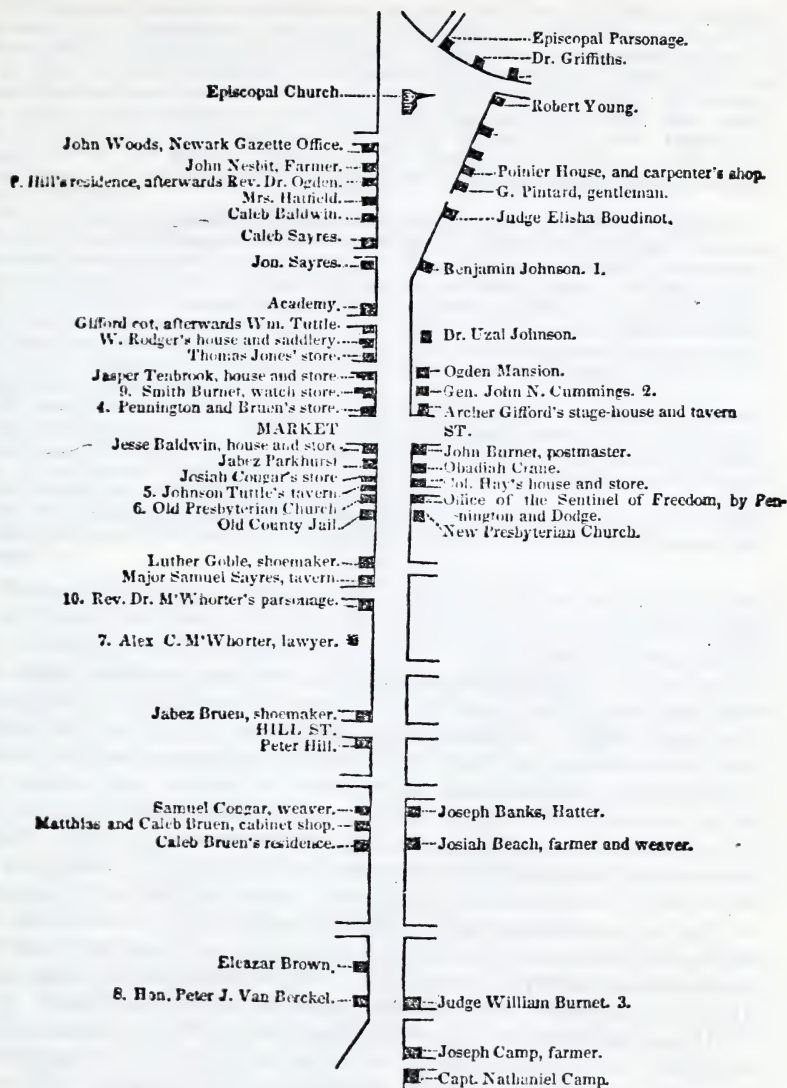 Episcopal Parsonage.
Dr. Griffiths.
Episcopal Church.
Robert Young.
John Woods, Newark Gazette Office.
John Nesbit, Farmer.
P. Hill's residence, afterwards Rev. Dr. Ogden.
Mrs. Hatfield.
Caleb Baldwin.
Caleb Sayres.
Jon. Sayres.
Poinier House, and carpenter's shop.
G. Pintard, gentleman.
Judge Elisha Boudinot.
Benjamin Johnson. 1.
Academy.
Gifford cot, afterwards Wm. Tuttle.
W. Rodger's house and saddlery.
Thomas Jones' store.
Jasper Tenbrook, house and store.
9. Smith Burnet, watch store.
4. Pennington and Bruen's store.
Dr. Uzal Johnson.
Ogden Mansion.
Gen. John N. Cummings. 2.
Archer Gifford's stage-house and tavern
MARKET ST.
Jesse Baldwin, house and store.
Jabez Parkhurst
Josiah Congar's store
5. Johnson Tuttle's tavern.
6. Old Presbyterian Church
Old County Jail
John Burnet, postmaster.
Obadiah Crane.
Col. Hay's house and store.
Office of the Sentinel of Freedom, by Pen-
nington and Dodge.
New Presbyterian Church.
Luther Goble, shoemaker.
Major Samuel Sayres, tavern.
10. Rev. Dr. M'Whorter's parsonage.
7. Alex C. M'Whorter, lawyer.
Jabez Bruen, shoemaker.
HILL ST.
Peter Hill.
Samuel Congar, weaver.
Matthias and Caleb Bruen, cabinet shop.
Caleb Bruen's residence.
Joseph Banks, Hatter.
Josiah Beach, farmer and weaver.
Eleazar Brown.
8. Hon. Peter J. Van Berckel.
Judge William Burnet. 3.
Joseph Camp, farmer.
Capt. Nathaniel Camp.